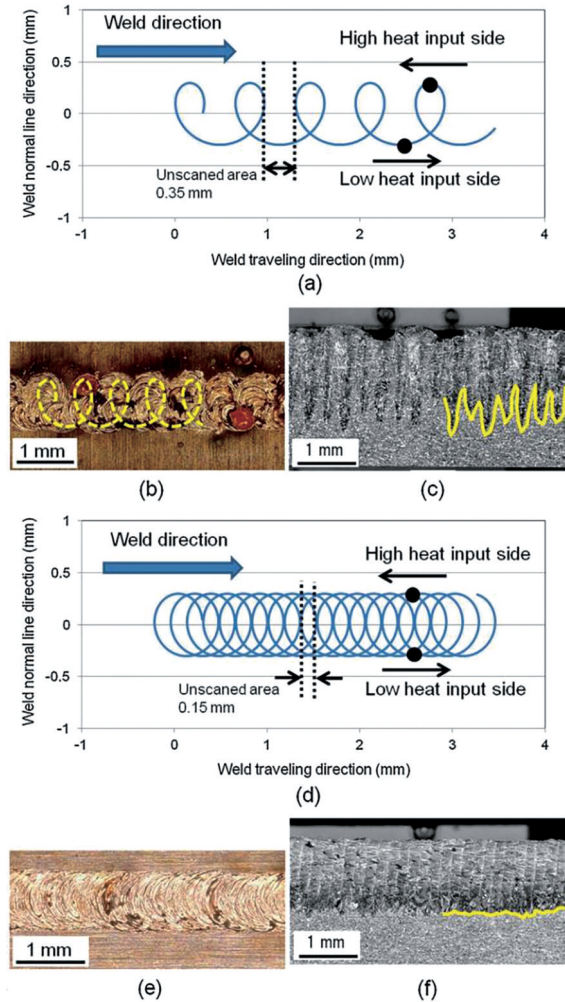 1
Weld direction
High heat input side
0.5
0
-0.5
Unscaned area
0.35 mm
Low heat input side
-1
-1 0 1 2 3 4
Weld normal line direction (mm)
Weld traveling direction (mm)
(a)
1 mm
1 mm
(b)
(c)
1
Weld direction
High heat input side
0.5
0
-0.5
Unscaned area
0.15 mm
Low heat input side
-1
-1 0 1 2 3 4
Weld normal line direction (mm)
Weld traveling direction (mm)
(d)
1 mm
1 mm
(e)
(f)